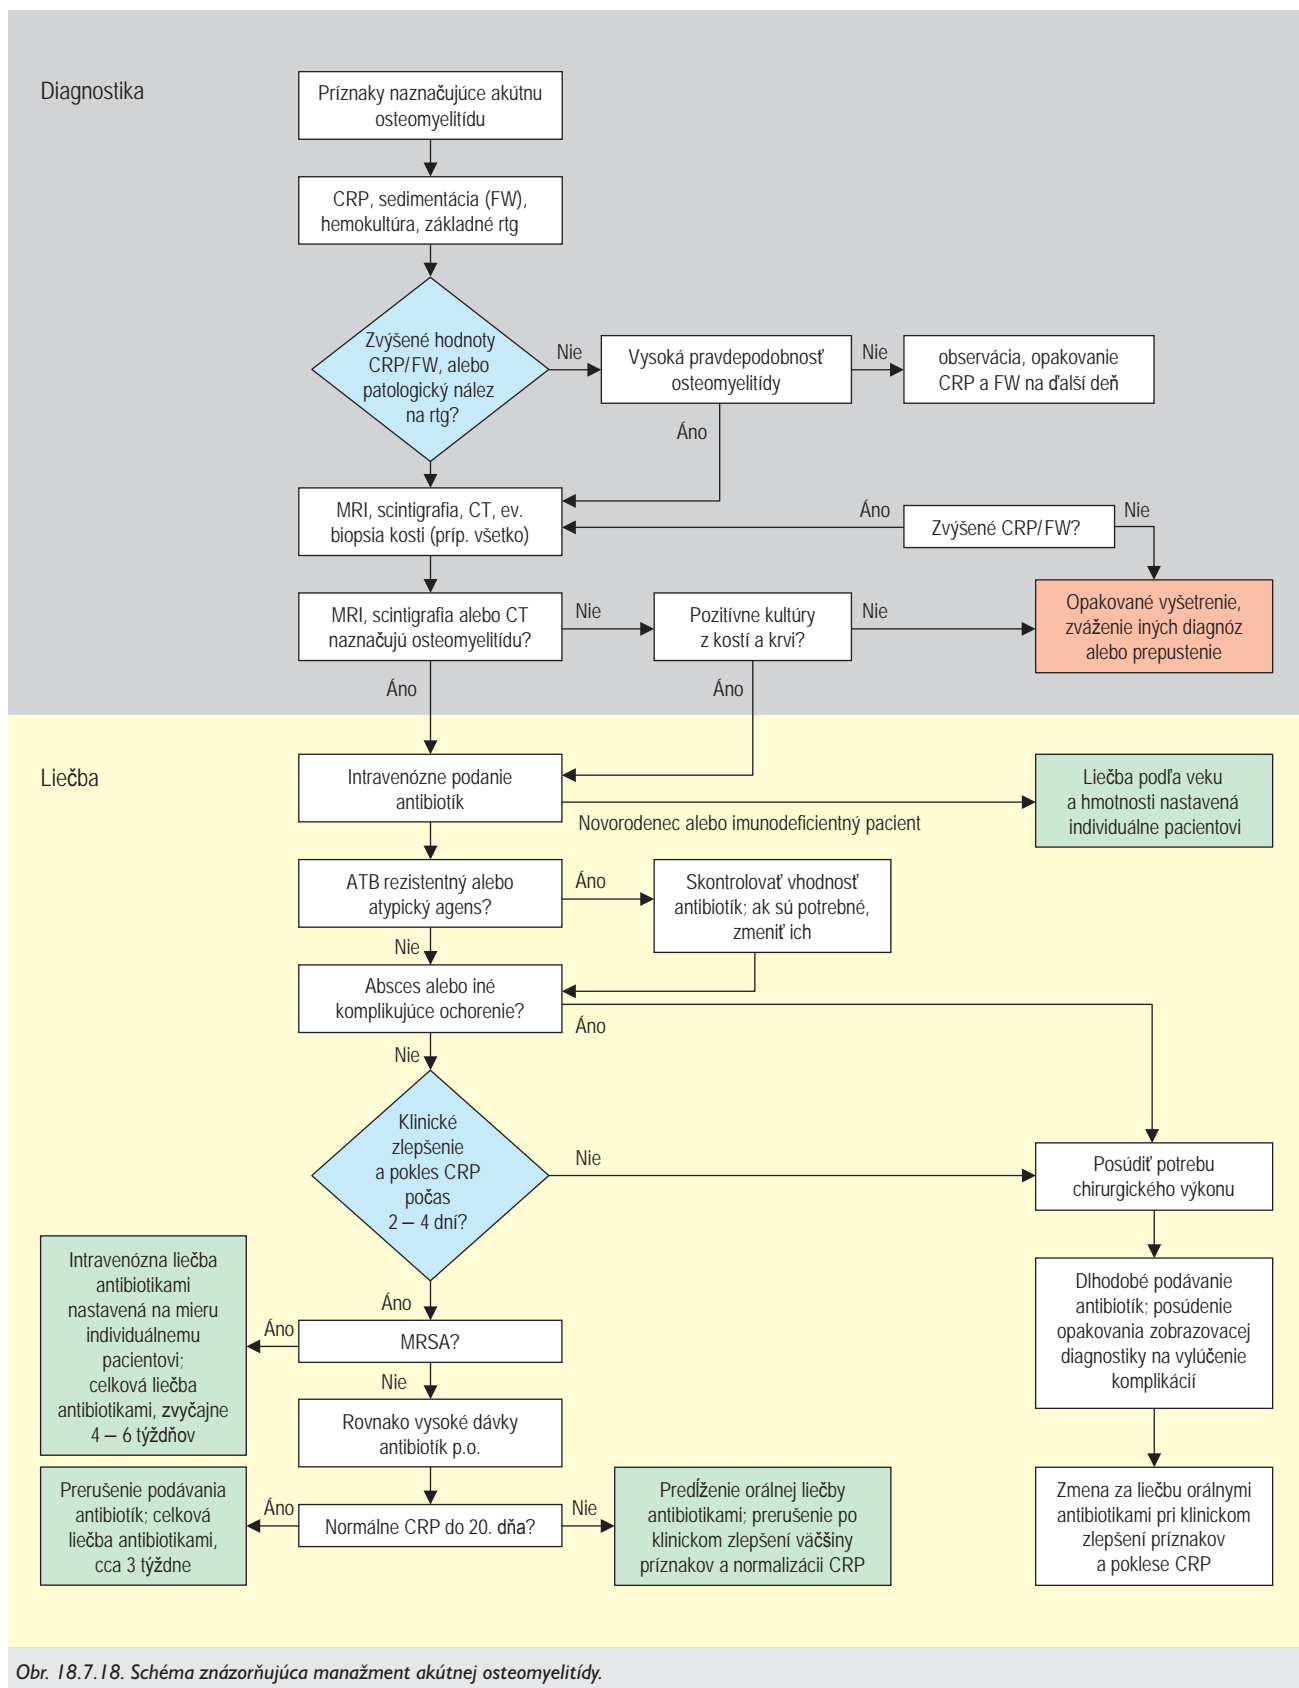 Diagnostika
Príznaky naznačujúce akútnu
osteomyelitídu
CRP, sedimentácia (FW),
hemokultúra, základné rtg
Zvýšené hodnoty
CRP/FW, alebo
patologický nález
na rtg?
Nie
Vysoká pravdepodobnosť
osteomyelitídy
Nie
observácia, opakovanie
CRP a FW na ďalší deň
Áno
MRI, scintigrafia, CT, ev.
biopsia kosti (príp. všetko)
Áno
Zvýšené CRP/FW?
Nie
MRI, scintigrafia alebo CT
naznačujú osteomyelitídu?
Nie
Pozitívne kultúry
z kostí a krvi?
Nie
Opakované vyšetrenie,
zváženie iných diagnóz
alebo prepustenie
Áno
Áno
Liečba
Intravenózne podanie
antibiotík
Novorodenec alebo imunodeficientný pacient
Liečba podľa veku
a hmotnosti nastavená
individuálne pacientovi
ATB rezistentný alebo
atypický agens?
Áno
Skontrolovať vhodnosť
antibiotík; ak sú potrebné,
zmeniť ich
Nie
Absces alebo iné
komplikujúce ochorenie?
Áno
Nie
Klinické
zlepšenie
a pokles CRP
počas
2 – 4 dní?
Nie
Posúdiť potrebu
chirurgického výkonu
Dlhodobé podávanie
antibiotík; posúdenie
opakovania zobrazovacej
diagnostiky na vylúčenie
komplikácií
Zmena za liečbu orálnymi
antibiotikami pri klinickom
zlepšení príznakov
a poklese CRP
Áno
MRSA?
Áno
Intravenózna liečba
antibiotikami
nastavená na mieru
individuálnemu
pacientovi;
celková liečba
antibiotikami, zvyčajne
4 – 6 týždňov
Nie
Rovnako vysoké dávky
antibiotík p.o.
Normálne CRP do 20. dňa?
Áno
Prerušenie podávania
antibiotík; celková
liečba antibiotikami,
cca 3 týždne
Nie
Predĺženie orálnej liečby
antibiotikami; prerušenie po
klinickom zlepšení väčšiny
príznakov a normalizácii CRP
Obr. 18.7.18. Schéma znázorňujúca manažment akútnej osteomyelitídy.